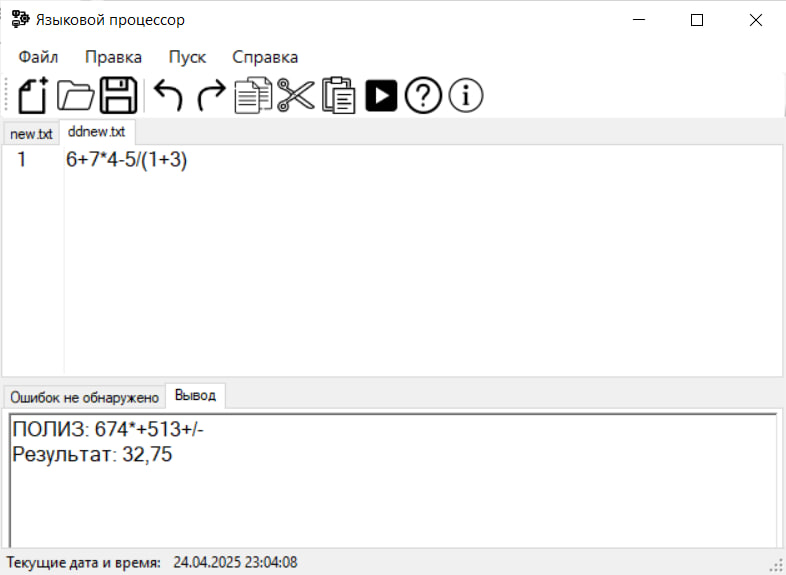 Языковой процессор
Файл Правка Пуск Справка
new.txt ddnew.txt
1 6+7*4-5/(1+3)
Ошибок не обнаружено Вывод
ПОЛИЗ: 674*+513+/-
Результат: 32,75
Текущие дата и время: 24.04.2025 23:04:08